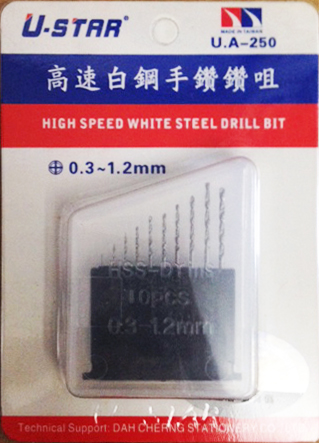 U-STAR®
MADE IN TAIWAN
U.A-250
高速白鋼手鑽鑽咀
HIGH SPEED WHITE STEEL DRILL BIT
0.3~1.2mm
10pcs
0.3-1.2mm
Technical Support: DAH CHERNG STATIONERY CO